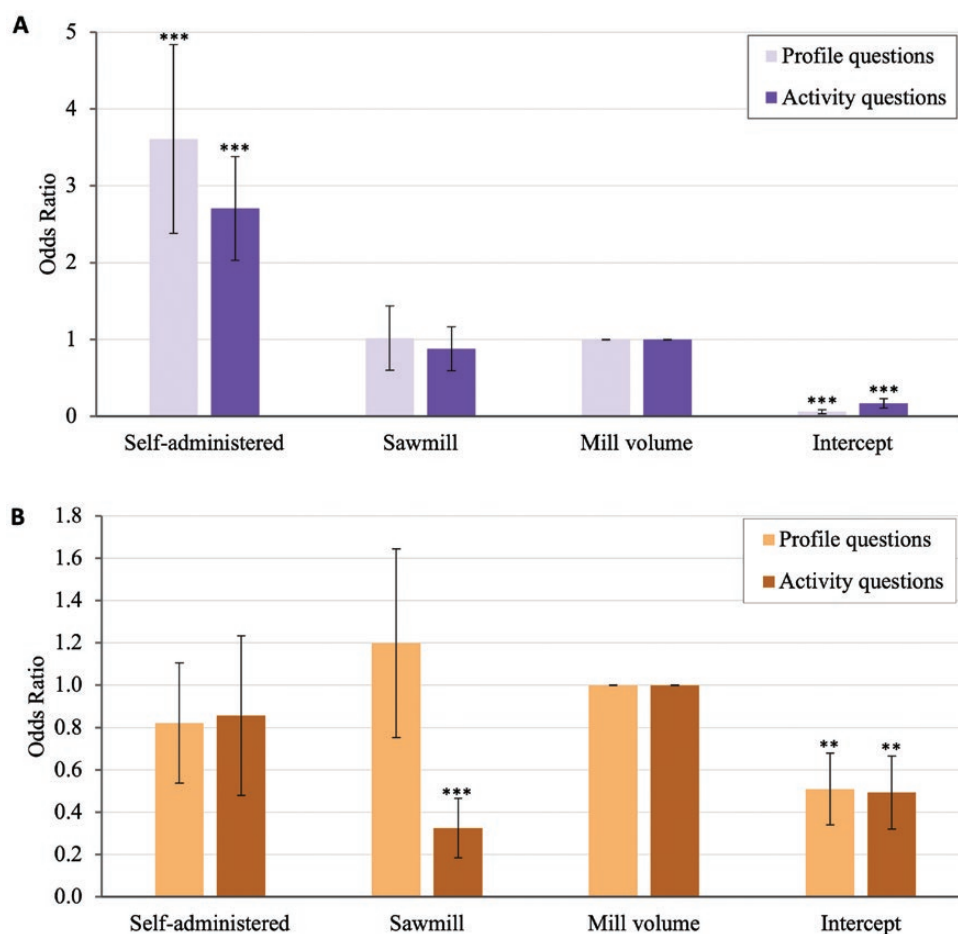 A
5
4
3
2
1
0
Odds Ratio
Profile questions
Activity questions
***
***
***
***
Self-administered
Sawmill
Mill volume
Intercept
B
1.8
1.6
1.4
1.2
1.0
0.8
0.6
0.4
0.2
0.0
Odds Ratio
Profile questions
Activity questions
***
**
**
Self-administered
Sawmill
Mill volume
Intercept